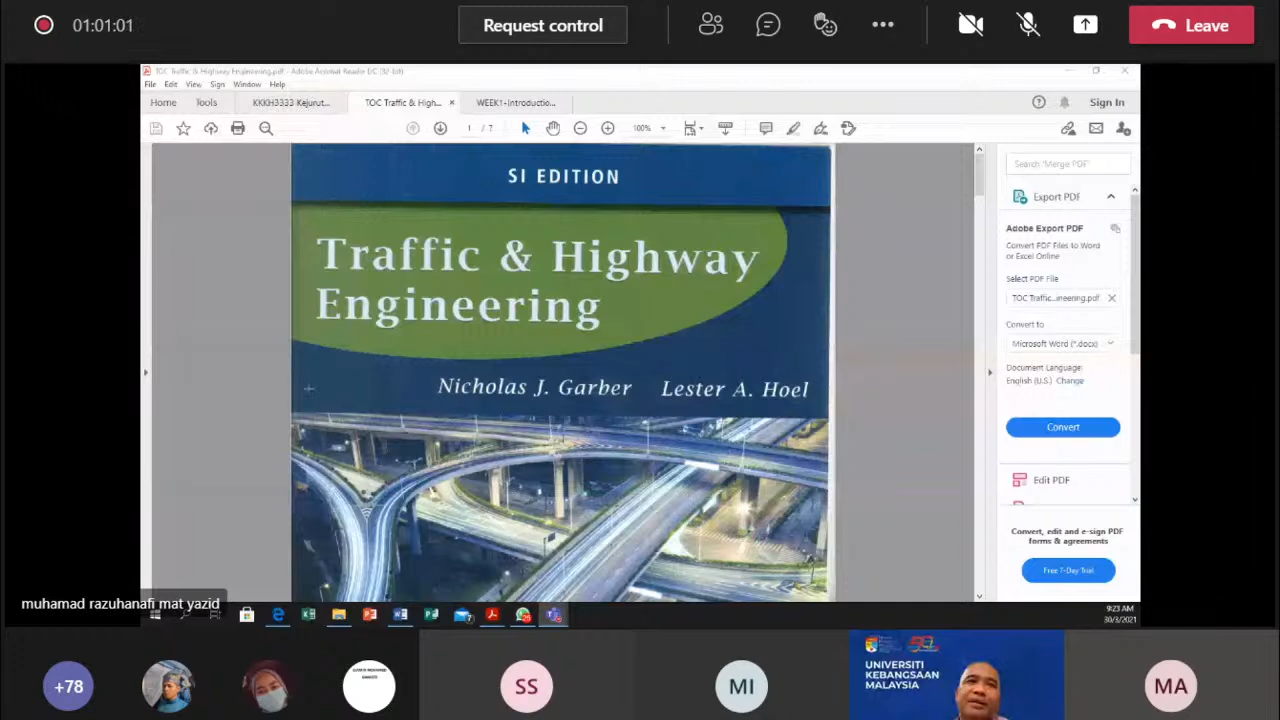 01:01:01
Request control
Leave
TOC Traffic & Highway Engineering.pdf - Adobe Acrobat Reader DC (32-bit)
File Edit View Sign Window Help
Home Tools KKKH3333 Kejurut... TOC Traffic & High... × WEEK1-Introductio... Sign In
1 / 7 100%
SI EDITION
Traffic & Highway
Engineering
Nicholas J. Garber Lester A. Hoel
Search 'Merge PDF'
Export PDF
Adobe Export PDF
Convert PDF Files to Word
or Excel Online
Select PDF File
TOC Traffic...ineering.pdf
Convert to
Microsoft Word (*.docx)
Document Language:
English (U.S.) Change
Convert
Edit PDF
Convert, edit and e-sign PDF
forms & agreements
Free 7-Day Trial
muhamad razuhanafi mat yazid
9:23 AM
30/3/2021
+78
SS
MI
UNIVERSITI
KEBANGSAAN
MALAYSIA
MA